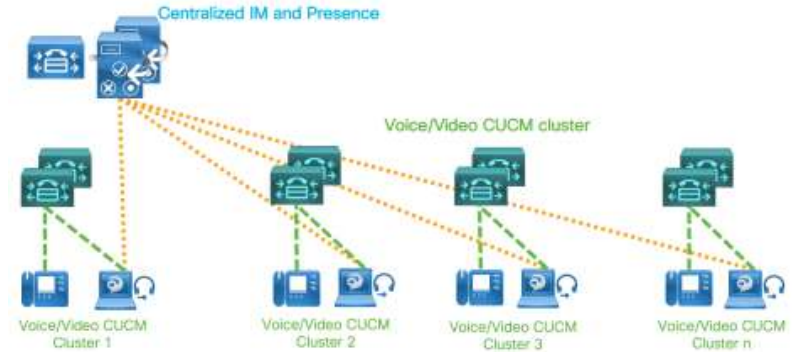 Centralized IM and Presence
Voice/Video CUCM cluster
Voice/Video CUCM
Cluster 1
Voice/Video CUCM
Cluster 2
Voice/Video CUCM
Cluster 3
Voice/Video CUCM
Cluster n